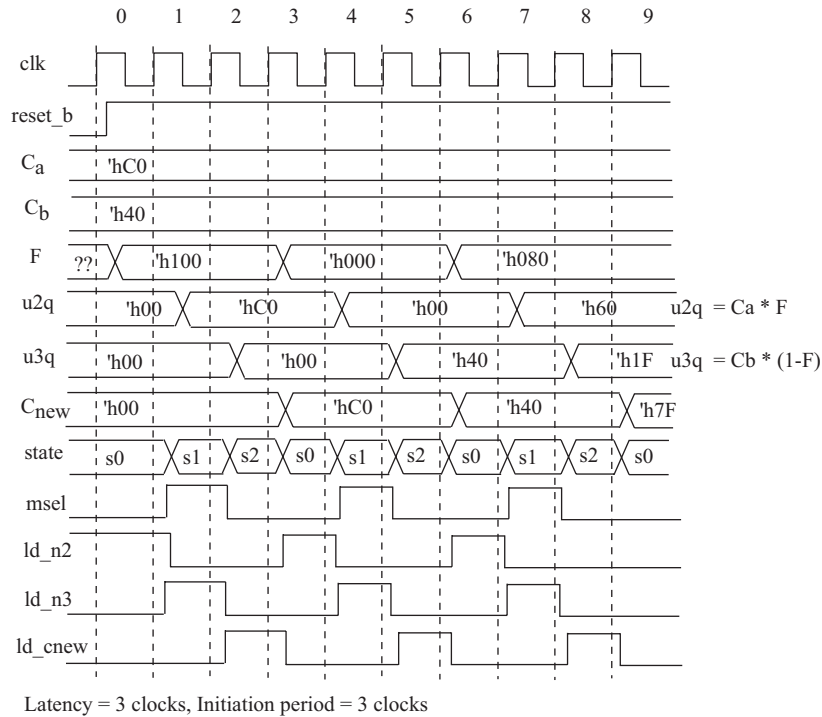 0 1 2 3 4 5 6 7 8 9
clk
reset_b
Ca 'hC0
Cb 'h40
F ?? 'h100 'h000 'h080
u2q 'h00 'hC0 'h00 'h60 u2q = Ca * F
u3q 'h00 'h00 'h40 'h1F u3q = Cb * (1-F)
Cnew 'h00 'hC0 'h40 'h7F
state s0 s1 s2 s0 s1 s2 s0 s1 s2 s0
msel
ld_n2
ld_n3
ld_cnew
Latency = 3 clocks, Initiation period = 3 clocks